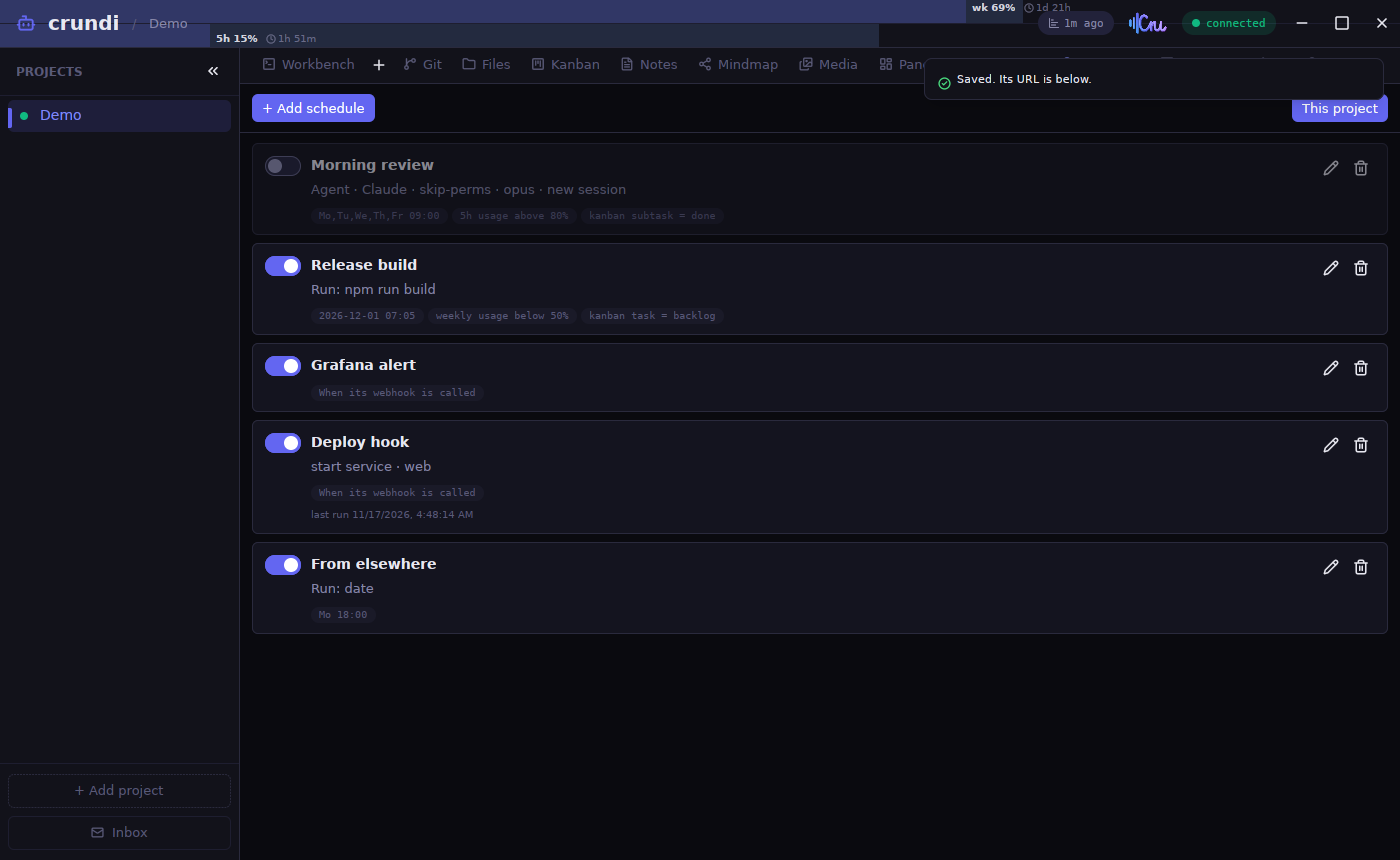 wk 69% 1d 21h
crundi / Demo
1m ago
connected
5h 15% 1h 51m
PROJECTS
Workbench
Git
Files
Kanban
Notes
Mindmap
Media
Saved. Its URL is below.
+ Add schedule
This project
Demo
Morning review
Agent · Claude · skip-perms · opus · new session
Mo,Tu,We,Th,Fr 09:00
5h usage above 80%
kanban subtask = done
Release build
Run: npm run build
2026-12-01 07:05
weekly usage below 50%
kanban task = backlog
Grafana alert
When its webhook is called
Deploy hook
start service · web
When its webhook is called
last run 11/17/2026, 4:48:14 AM
From elsewhere
Run: date
Mo 18:00
+ Add project
Inbox